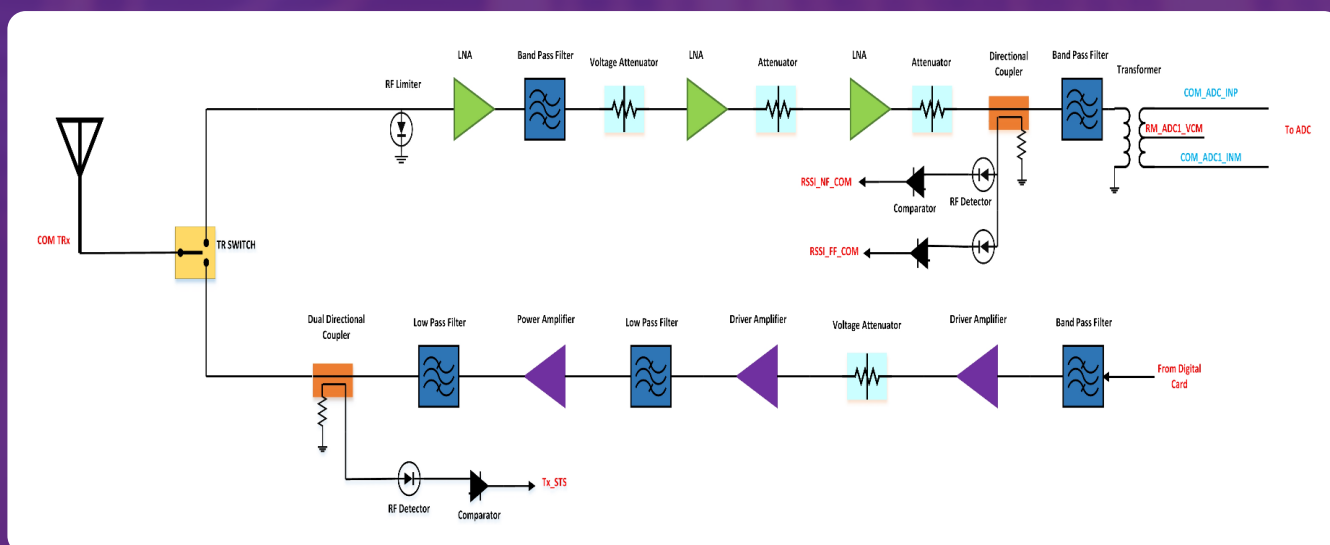 LNA
Band Pass Filter
Voltage Attenuator
LNA
Attenuator
LNA
Attenuator
Directional
Coupler
Band Pass Filter
Transformer
RF Limiter
COM_ADC_INP
RM_ADC1_VCM
To ADC
COM_ADC1_INM
RSSI_NF_COM
Comparator
RF Detector
COM TRx
TR SWITCH
RSSI_FF_COM
Dual Directional
Coupler
Low Pass Filter
Power Amplifier
Low Pass Filter
Driver Amplifier
Voltage Attenuator
Driver Amplifier
Band Pass Filter
From Digital
Card
Tx_STS
RF Detector
Comparator